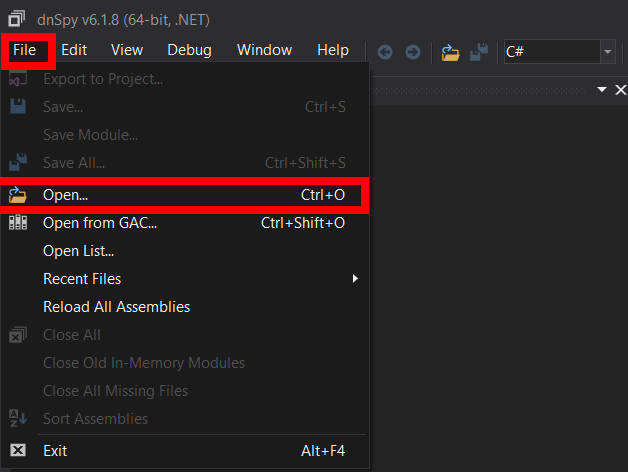 dnSpy v6.1.8 (64-bit, .NET)
File Edit View Debug Window Help C#
Export to Project...
Save... Ctrl+S
Save Module...
Save All... Ctrl+Shift+S
Open... Ctrl+O
Open from GAC... Ctrl+Shift+O
Open List...
Recent Files
Reload All Assemblies
Close All
Close Old In-Memory Modules
Close All Missing Files
Sort Assemblies
Exit Alt+F4